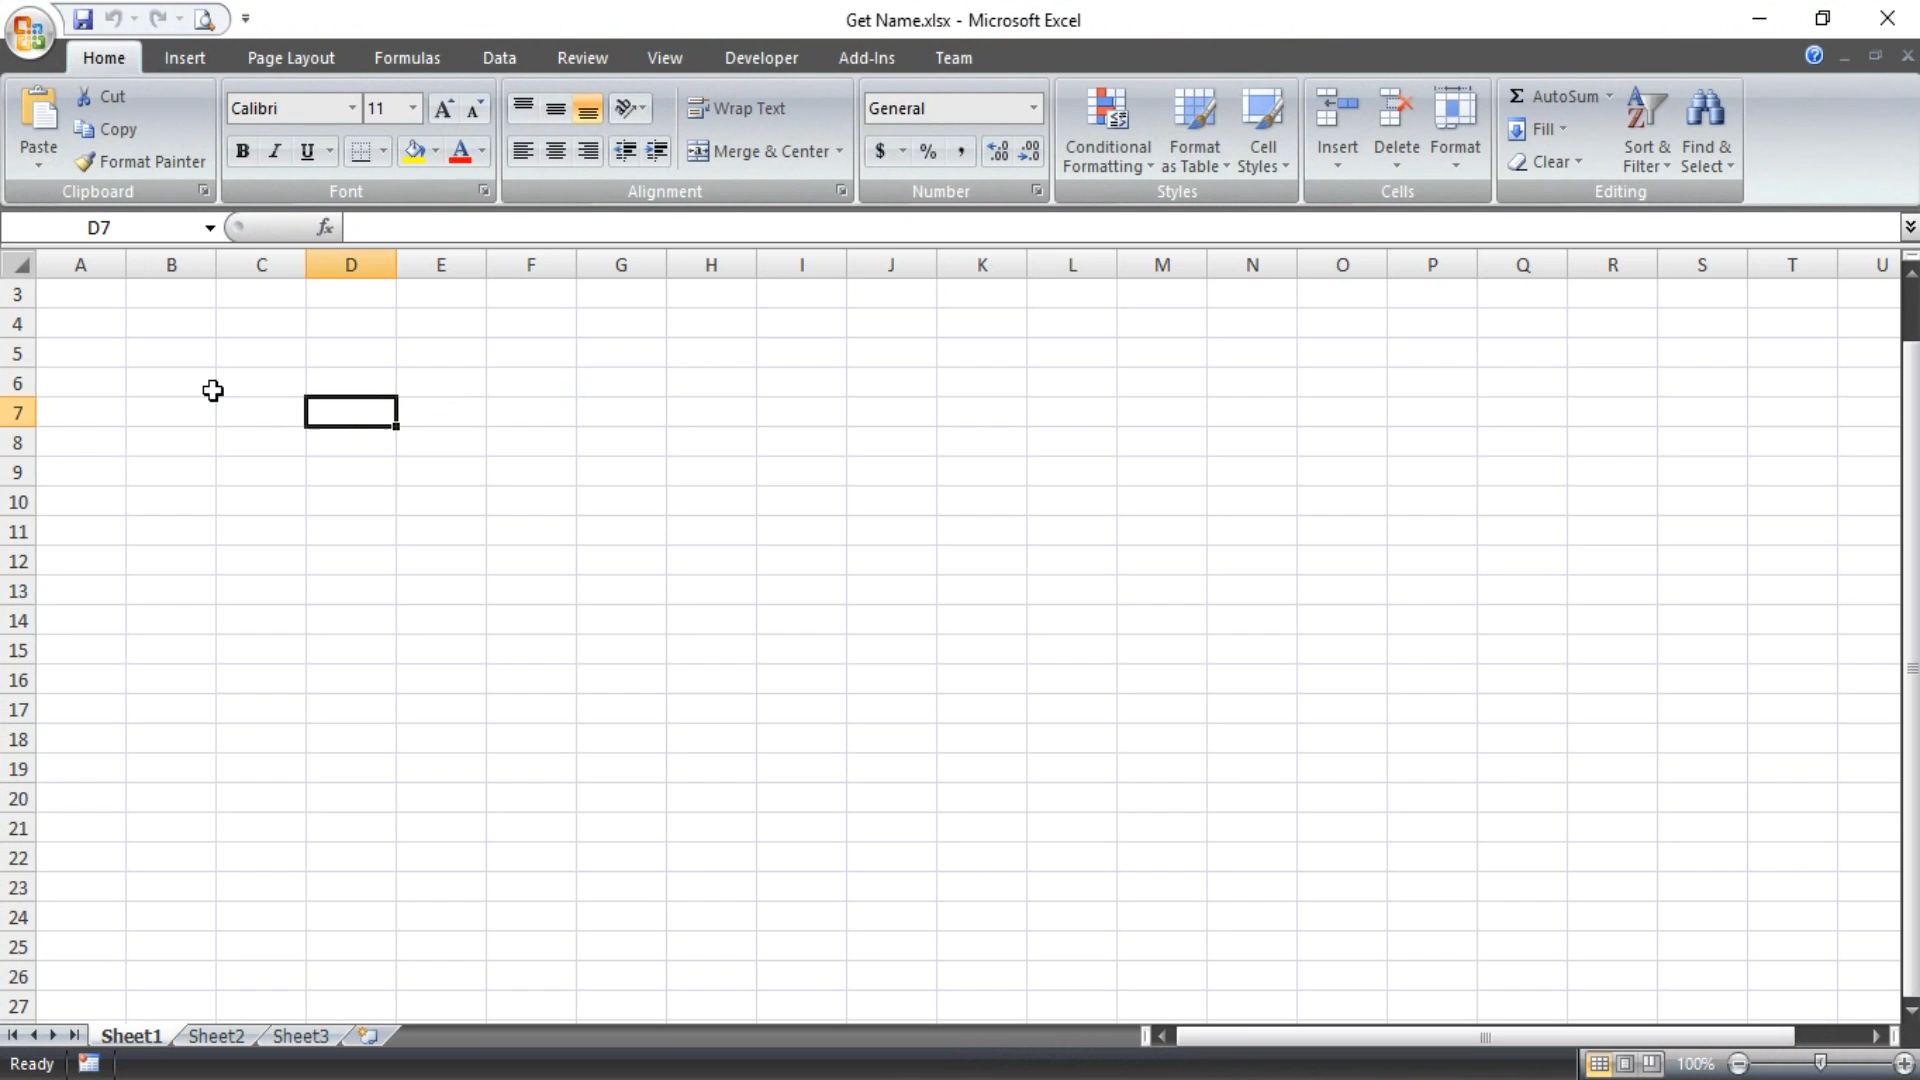 Get Name.xlsx - Microsoft Excel
Home Insert Page Layout Formulas Data Review View Developer Add-Ins Team
Paste
Cut
Copy
Format Painter
Clipboard
Calibri 11 A A
B I U A
Font
Wrap Text
Merge & Center
Alignment
General
$ % , .0 .00 .00 .0
Number
Conditional Formatting
Format as Table
Cell Styles
Styles
Insert Delete Format
Cells
Σ AutoSum
Fill
Clear
Sort & Filter
Find & Select
Editing
D7 fx
A B C D E F G H I J K L M N O P Q R S T U
3
4
5
6
7
8
9
10
11
12
13
14
15
16
17
18
19
20
21
22
23
24
25
26
27
Sheet1 Sheet2 Sheet3
Ready 100%